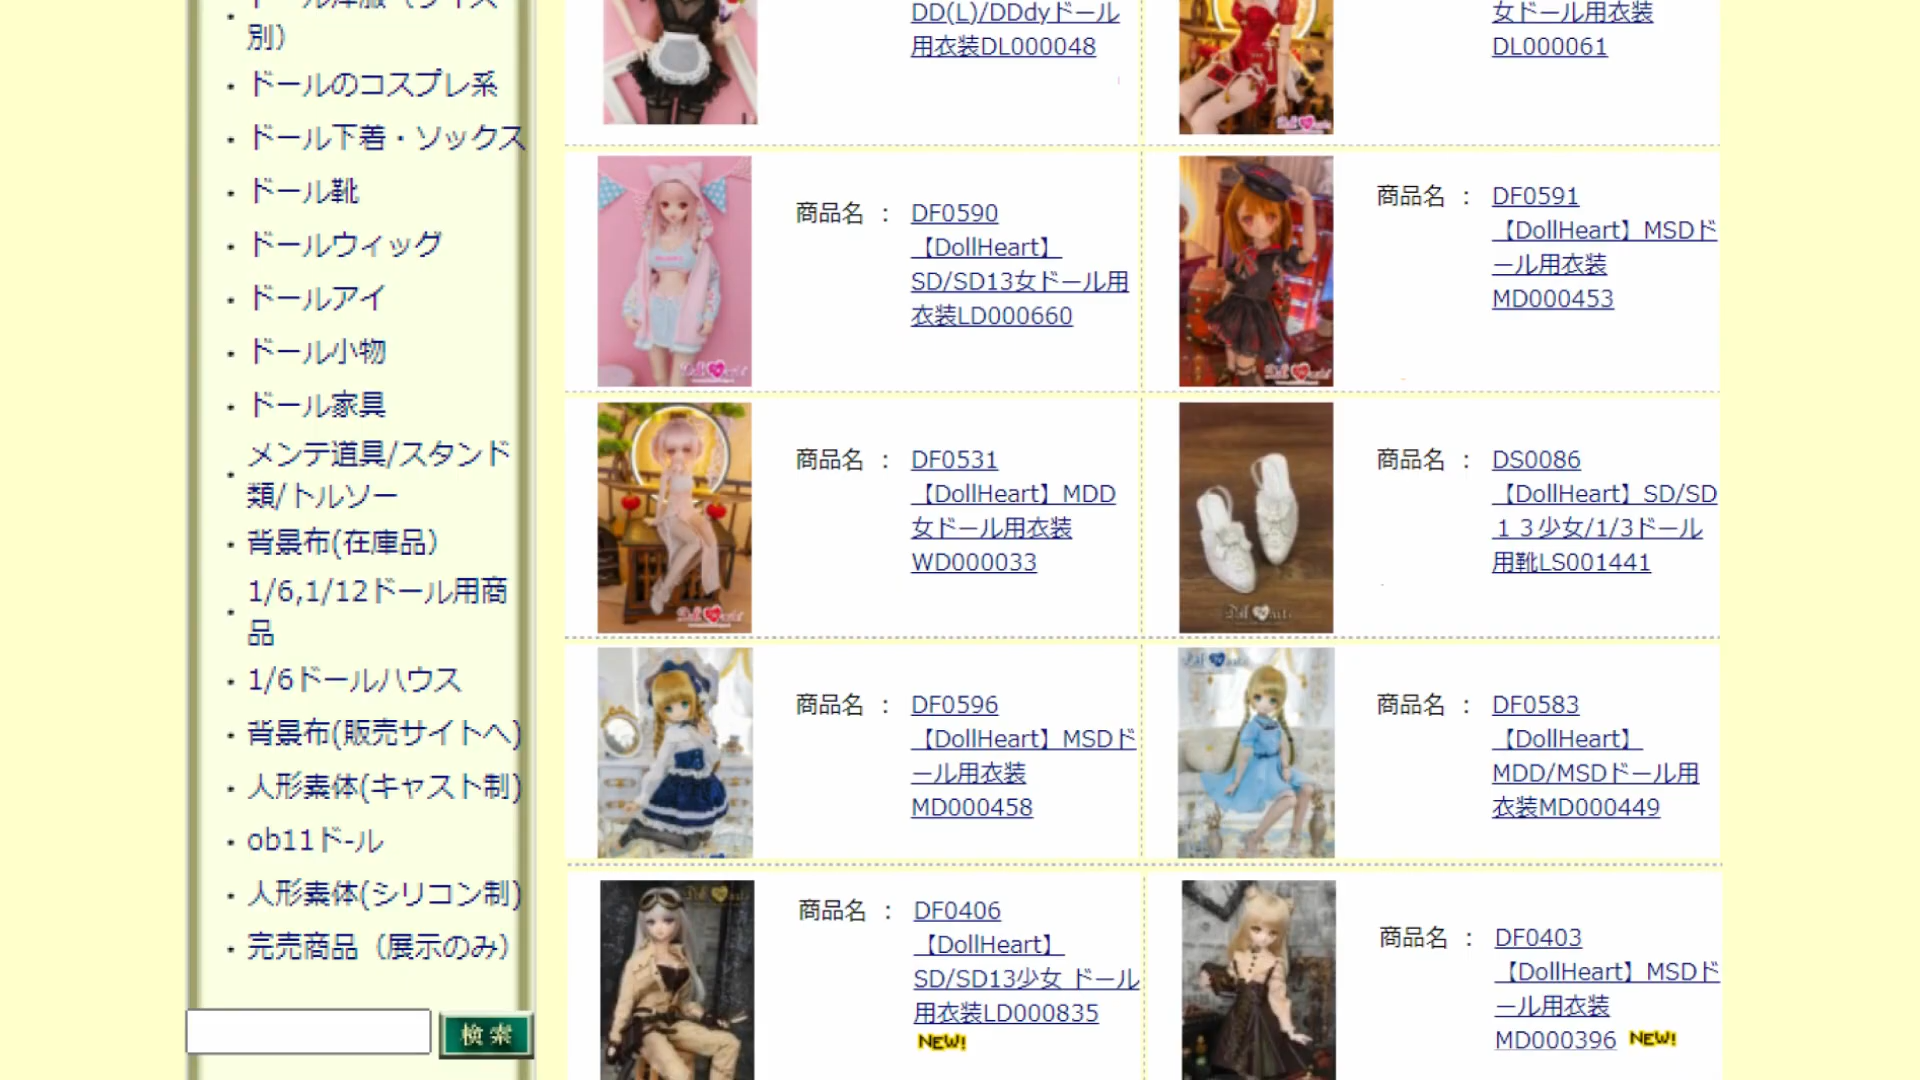 ドール洋服（サイズ
別）
・ドールのコスプレ系
・ドール下着・ソックス
・ドール靴
・ドールウィッグ
・ドールアイ
・ドール小物
・ドール家具
・メンテ道具/スタンド
類/トルソー
・背景布(在庫品）
・1/6,1/12ドール用商
品
・1/6ドールハウス
・背景布(販売サイトへ)
・人形素体(キャスト制)
・ob11ド-ル
・人形素体(シリコン制)
・完売商品（展示のみ）
検索
DD(L)/DDdyドール
用衣装DL000048
女ドール用衣装
DL000061
商品名 ： DF0590
【DollHeart】
SD/SD13女ドール用
衣装LD000660
商品名 ： DF0591
【DollHeart】MSDド
ール用衣装
MD000453
商品名 ： DF0531
【DollHeart】MDD
女ドール用衣装
WD000033
商品名 ： DS0086
【DollHeart】SD/SD
１３少女/1/3ドール
用靴LS001441
商品名 ： DF0596
【DollHeart】MSDド
ール用衣装
MD000458
商品名 ： DF0583
【DollHeart】
MDD/MSDドール用
衣装MD000449
商品名 ： DF0406
【DollHeart】
SD/SD13少女 ドール
用衣装LD000835
NEW!
商品名 ： DF0403
【DollHeart】MSDド
ール用衣装
MD000396 NEW!